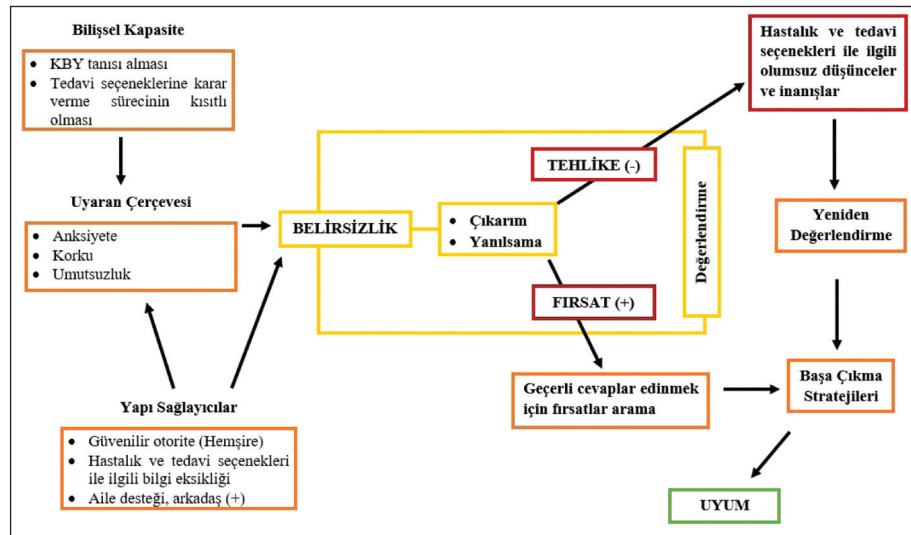 Bilişsel Kapasite
• KBY tanısı alması
• Tedavi seçeneklerine karar
verme sürecinin kısıtlı
olması
Uyaran Çerçevesi
• Anksiyete
• Korku
• Umutsuzluk
Yapı Sağlayıcılar
• Güvenilir otorite (Hemşire)
• Hastalık ve tedavi seçenekleri
ile ilgili bilgi eksikliği
• Aile desteği, arkadaş (+)
BELİRSİZLİK
• Çıkarım
• Yanılsama
TEHLİKE (-)
FIRSAT (+)
Değerlendirme
Geçerli cevaplar edinmek
için fırsatlar arama
Hastalık ve tedavi
seçenekleri ile ilgili
olumsuz düşünceler
ve inanışlar
Yeniden
Değerlendirme
Başa Çıkma
Stratejileri
UYUM